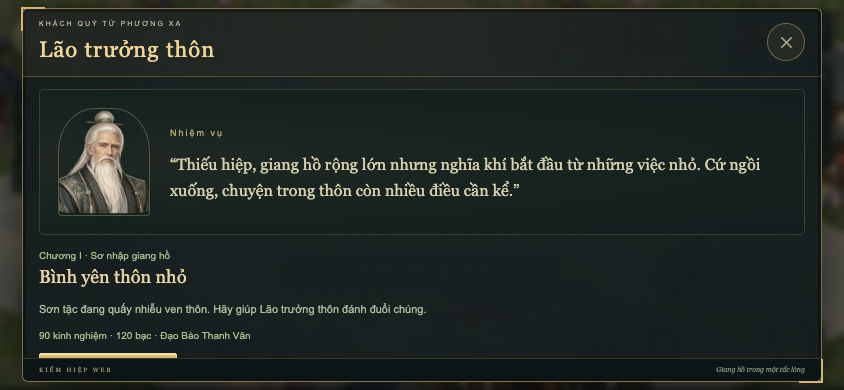 KHÁCH QUÝ TỪ PHƯƠNG XA
Lão trưởng thôn
Nhiệm vụ
“Thiếu hiệp, giang hồ rộng lớn nhưng nghĩa khí bắt đầu từ những việc nhỏ. Cứ ngồi
xuống, chuyện trong thôn còn nhiều điều cần kể.”
Chương I · Sơ nhập giang hồ
Bình yên thôn nhỏ
Sơn tặc đang quấy nhiễu ven thôn. Hãy giúp Lão trưởng thôn đánh đuổi chúng.
90 kinh nghiệm · 120 bạc · Đạo Bào Thanh Vân
KIẾM HIỆP WEB
Giang hồ trong một tấc lòng